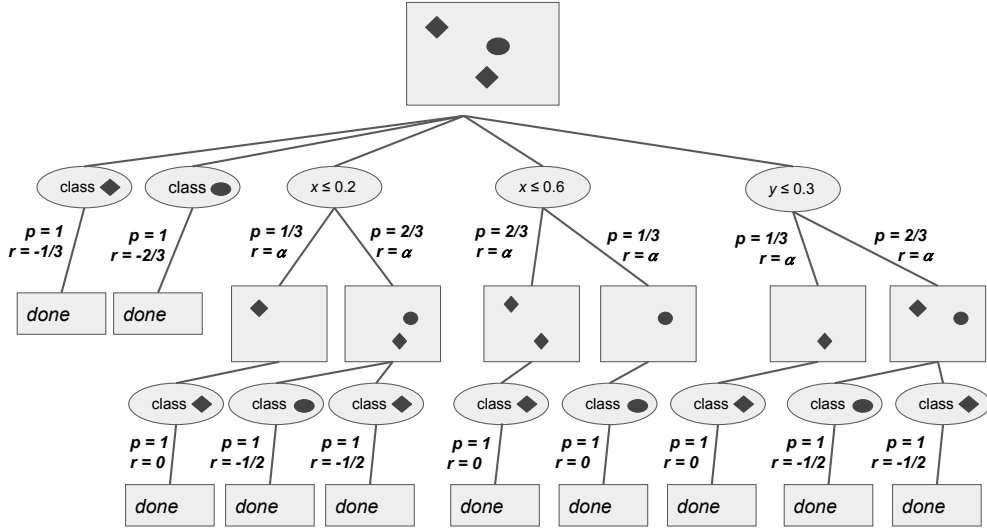 class
class
x ≤ 0.2
x ≤ 0.6
y ≤ 0.3
p = 1
r = -1/3
p = 1
r = -2/3
p = 1/3
r = α
p = 2/3
r = α
p = 2/3
r = α
p = 1/3
r = α
p = 1/3
r = α
p = 2/3
r = α
done
done
class
class
class
class
class
class
class
class
p = 1
r = 0
p = 1
r = -1/2
p = 1
r = -1/2
p = 1
r = 0
p = 1
r = 0
p = 1
r = 0
p = 1
r = -1/2
p = 1
r = -1/2
done
done
done
done
done
done
done
done